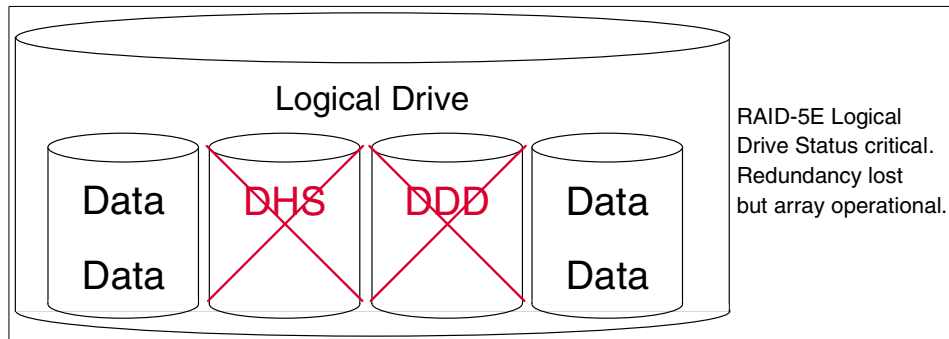 Logical Drive
Data
DHS
DDD
Data
Data
Data
RAID-5E Logical
Drive Status critical.
Redundancy lost
but array operational.